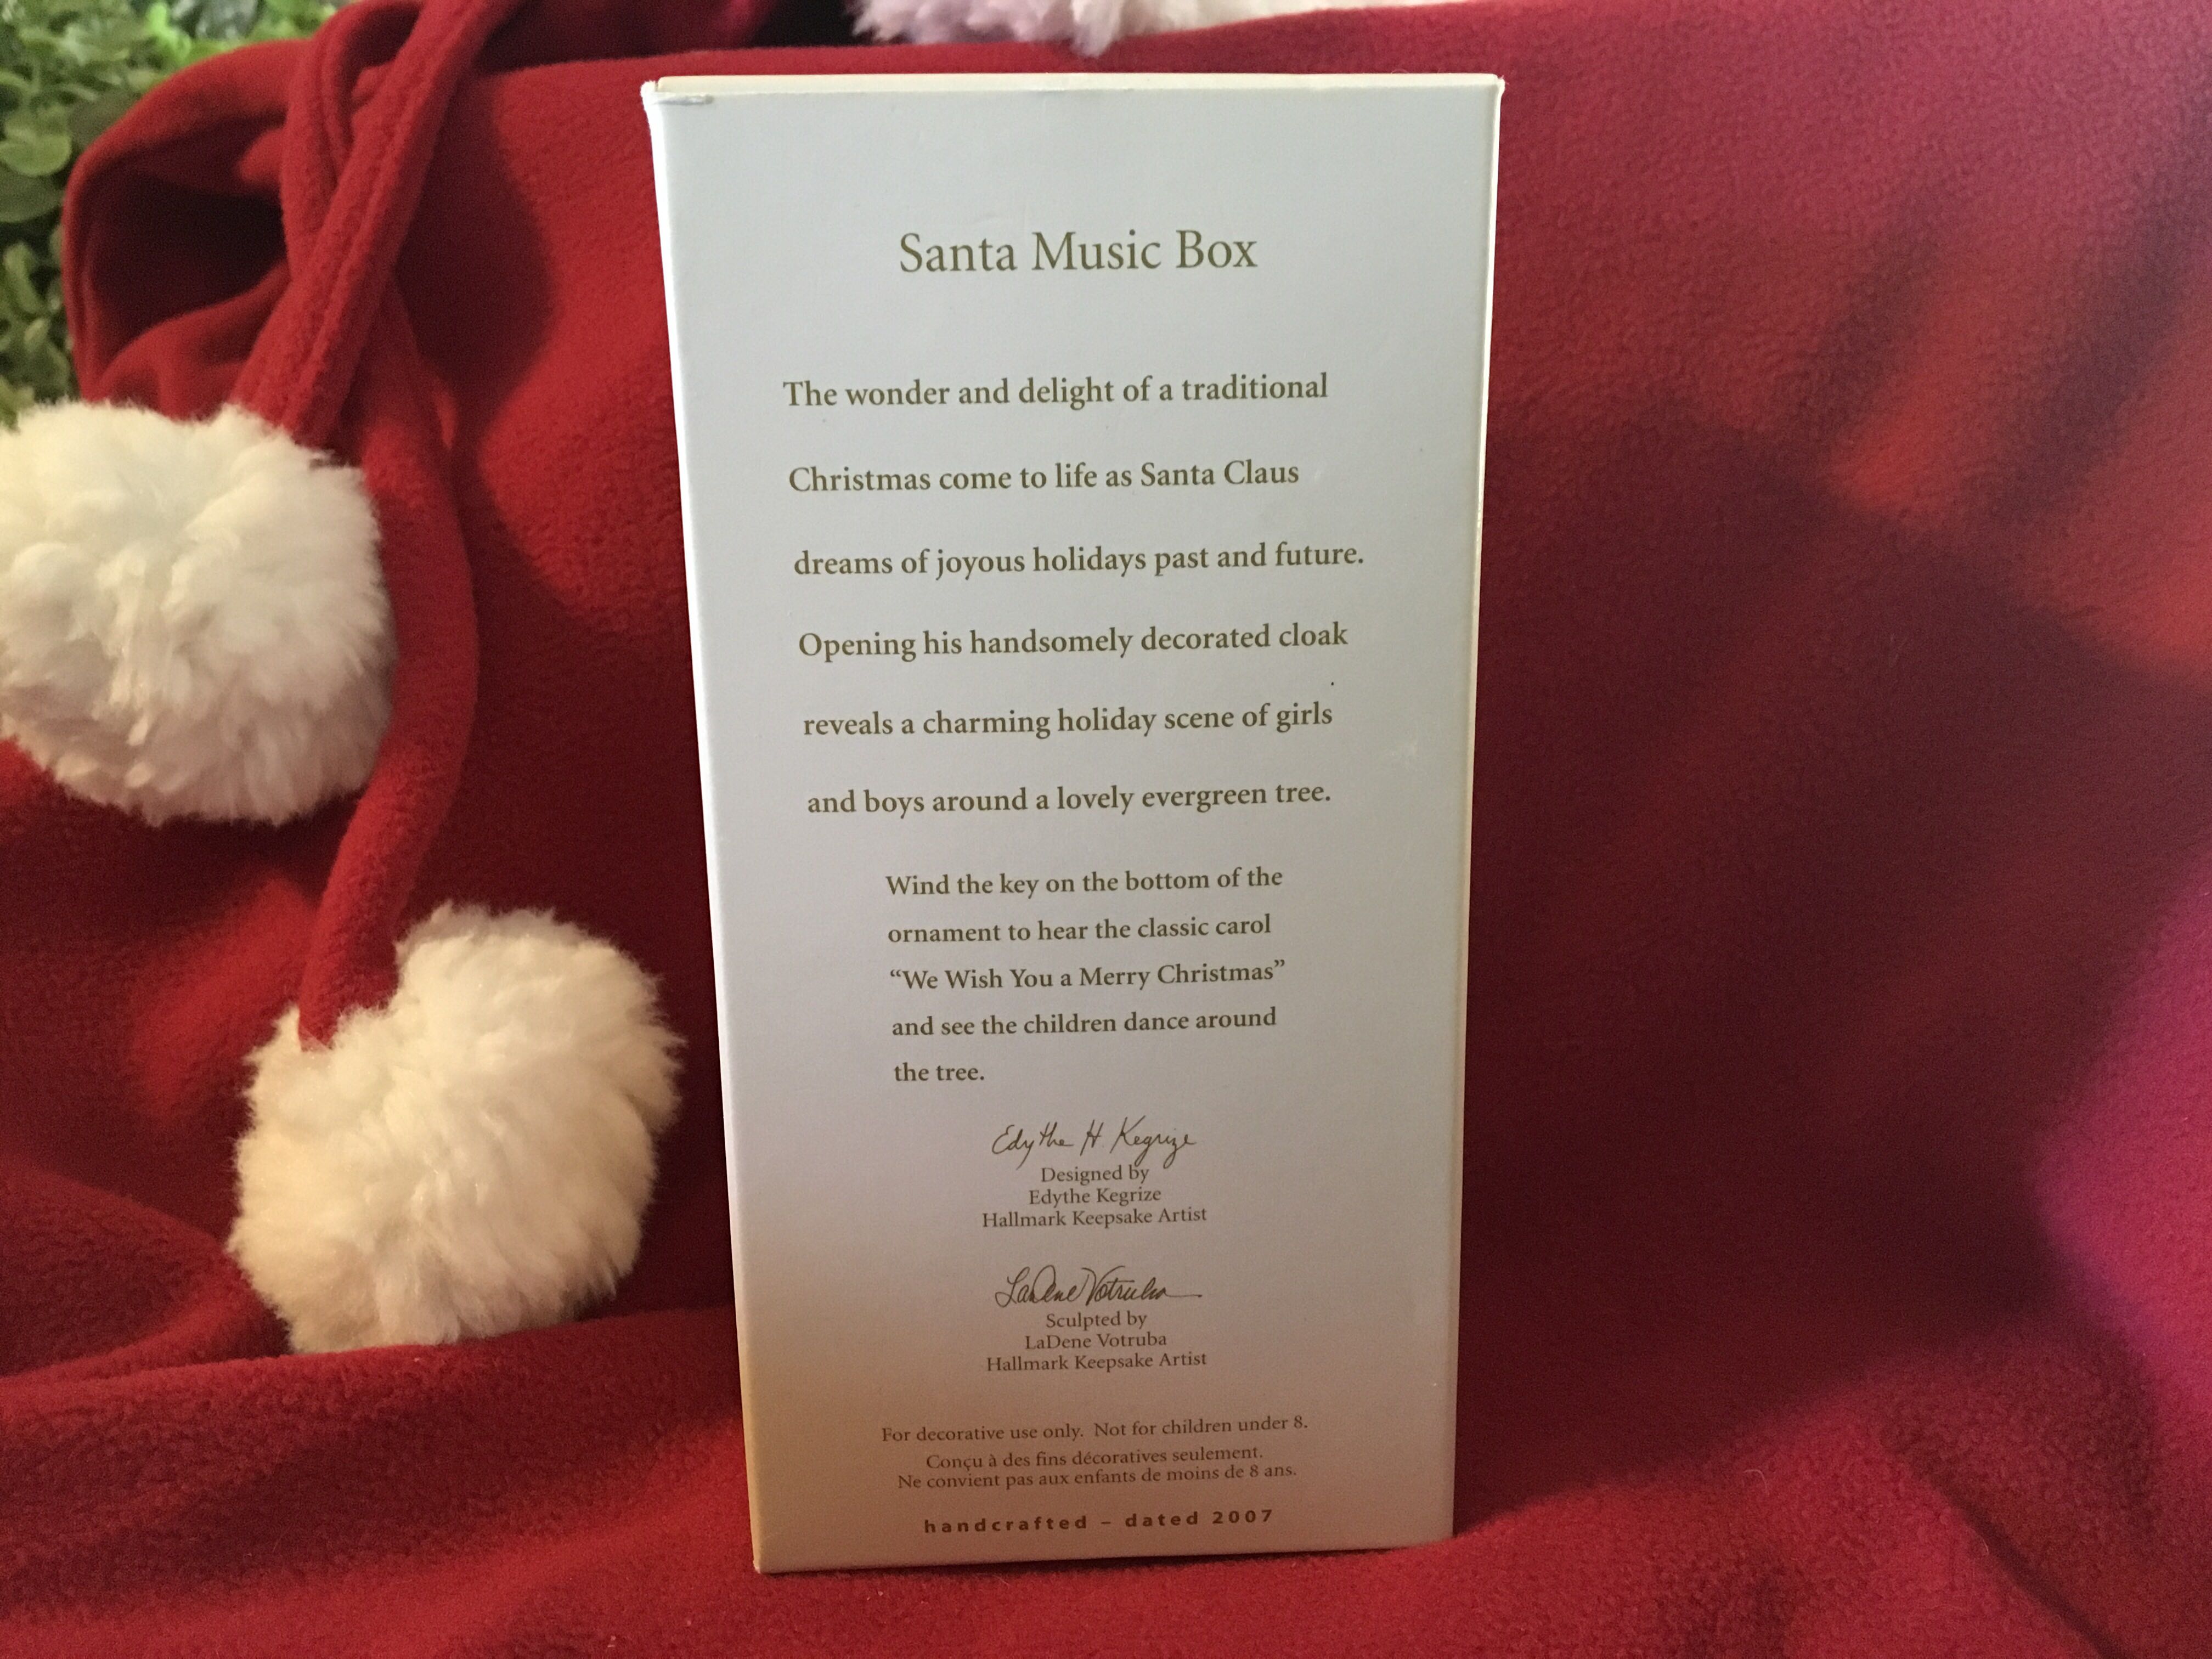 Santa Music Box
The wonder and delight of a traditional
Christmas come to life as Santa Claus
dreams of joyous holidays past and future.
Opening his handsomely decorated cloak
reveals a charming holiday scene of girls
and boys around a lovely evergreen tree.
Wind the key on the bottom of the
ornament to hear the classic carol
“We Wish You a Merry Christmas”
and see the children dance around
the tree.
Edythe H. Kegrize
Designed by
Edythe Kegrize
Hallmark Keepsake Artist
LaDene Votruba
Sculpted by
LaDene Votruba
Hallmark Keepsake Artist
For decorative use only. Not for children under 8.
Conçu à des fins décoratives seulement.
Ne convient pas aux enfants de moins de 8 ans.
handcrafted – dated 2007